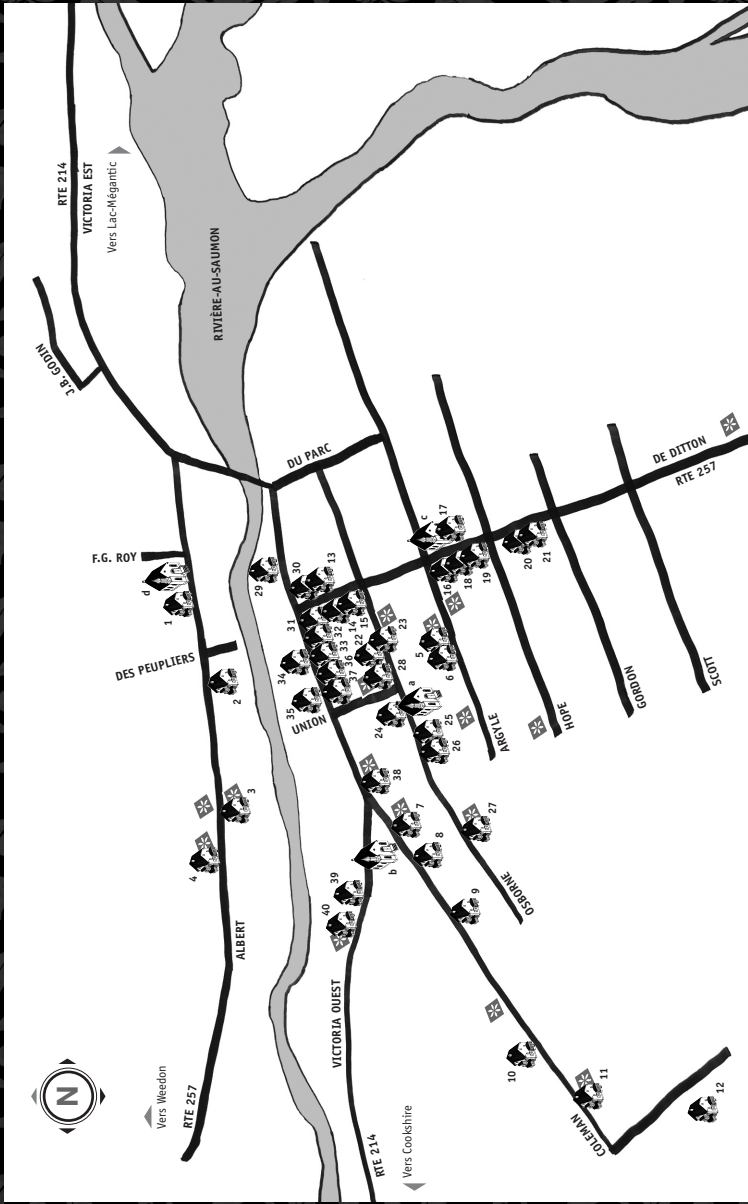 RTE 214
VICTORIA EST
Vers Lac-Mégantic
J.B. GODIN
RIVIÈRE-AU-SAUMON
DU PARC
DE DITTON
RTE 257
F.G. ROY
d
1
DES PEUPLIERS
2
3
4
ALBERT
RTE 257
Vers Weedon
N
29
30
13
31
32
14
15
33
34
35
36
37
22
23
28
UNION
24
a
25
26
5
6
c
17
16
18
19
20
21
ARGYLE
HOPE
GORDON
SCOTT
38
7
8
b
39
40
27
OSBORNE
9
10
11
12
COLEMAN
VICTORIA OUEST
RTE 214
Vers Cookshire